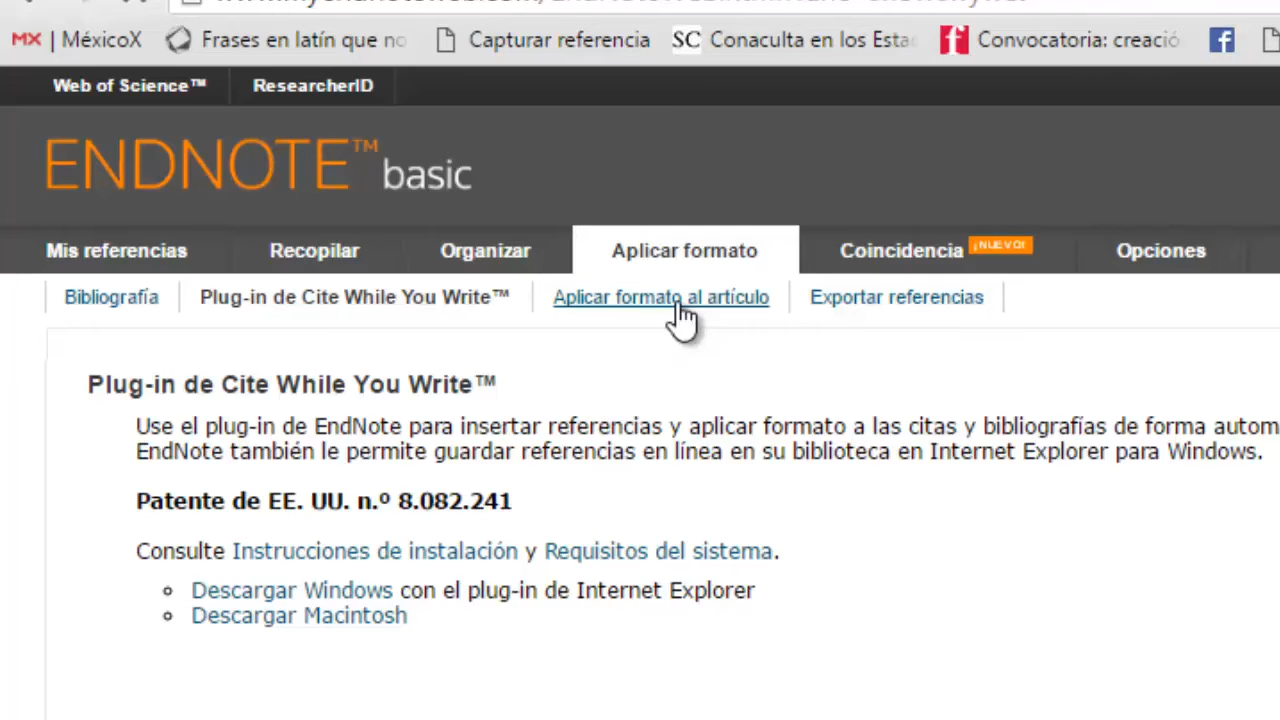 MX | MéxicoX Frases en latín que no Capturar referencia SC Conaculta en los Esta Convocatoria: creació f
Web of Science™ ResearcherID
ENDNOTE™ basic
Mis referencias Recopilar Organizar Aplicar formato Coincidencia ¡NUEVO! Opciones
Bibliografía Plug-in de Cite While You Write™ Aplicar formato al artículo Exportar referencias
Plug-in de Cite While You Write™
Use el plug-in de EndNote para insertar referencias y aplicar formato a las citas y bibliografías de forma autom
EndNote también le permite guardar referencias en línea en su biblioteca en Internet Explorer para Windows.
Patente de EE. UU. n.º 8.082.241
Consulte Instrucciones de instalación y Requisitos del sistema.
Descargar Windows con el plug-in de Internet Explorer
Descargar Macintosh